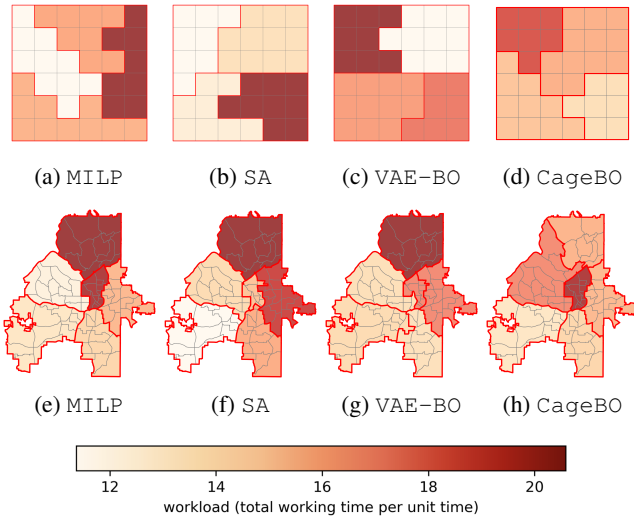 (a) MILP (b) SA (c) VAE-BO (d) CageBO
(e) MILP (f) SA (g) VAE-BO (h) CageBO
12 14 16 18 20
workload (total working time per unit time)